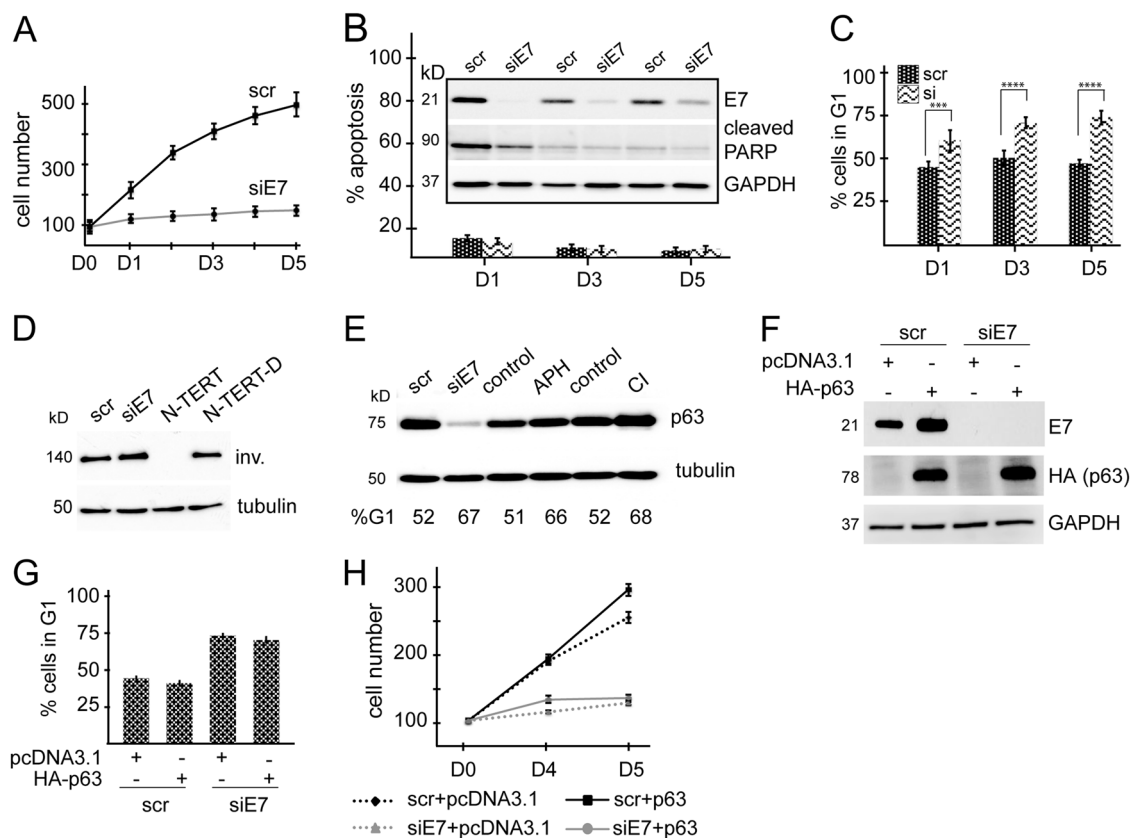 A
cell number
500
300
100
scr
siE7
D0 D1 D3 D5
B
% apoptosis
80
60
40
20
kD scr siE7 scr siE7 scr siE7
21 E7
90 cleaved PARP
37 GAPDH
D1 D3 D5
C
% cells in G1
100
75
50
25
scr
si
*** **** ****
D1 D3 D5
D
kD scr siE7 N-TERT N-TERT-D
140 inv.
50 tubulin
E
kD scr siE7 control APH control CI
75 p63
50 tubulin
%G1 52 67 51 66 52 68
F
scr siE7
pcDNA3.1 + - + -
HA-p63 - + - +
21 E7
78 HA (p63)
37 GAPDH
G
% cells in G1
100
75
50
25
pcDNA3.1 + - + -
HA-p63 - + - +
scr siE7
H
cell number
300
200
100
D0 D4 D5
scr+pcDNA3.1 scr+p63
siE7+pcDNA3.1 siE7+p63